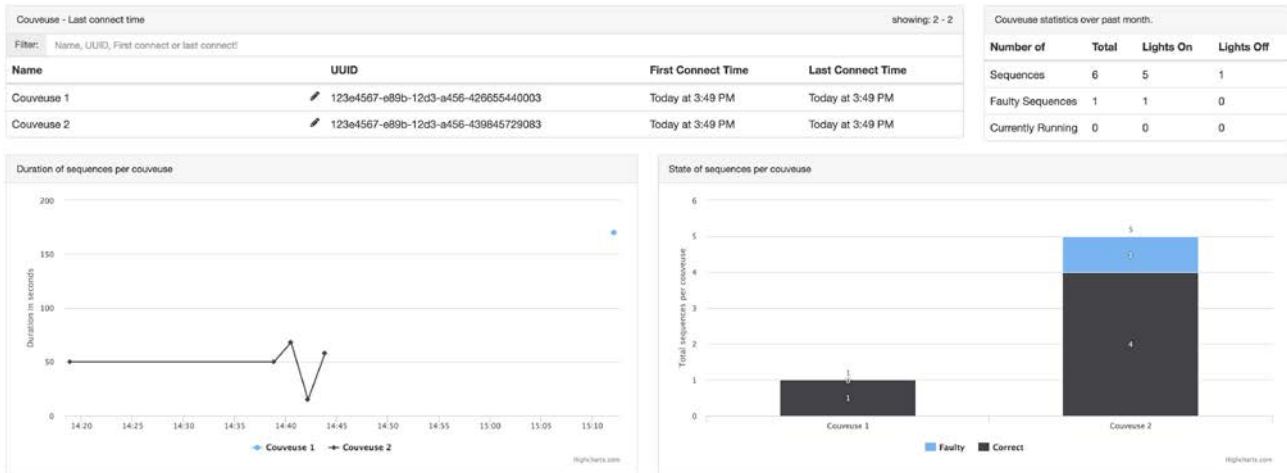 Couveuse - Last connect time showing: 2 - 2
Filter: Name, UUID, First connect or last connect!
Name UUID First Connect Time Last Connect Time
Couveuse 1 123e4567-e89b-12d3-a456-426655440003 Today at 3:49 PM Today at 3:49 PM
Couveuse 2 123e4567-e89b-12d3-a456-439845729083 Today at 3:49 PM Today at 3:49 PM
Couveuse statistics over past month.
Number of Total Lights On Lights Off
Sequences 6 5 1
Faulty Sequences 1 1 0
Currently Running 0 0 0
Duration of sequences per couveuse
Duration in seconds
200
150
100
50
0
14:20 14:25 14:30 14:35 14:40 14:45 14:50 14:55 15:00 15:05 15:10
Couveuse 1 Couveuse 2
Highcharts.com
State of sequences per couveuse
Total sequences per couveuse
6
5
4
3
2
1
0
1
0
1
5
1
4
Couveuse 1 Couveuse 2
Faulty Correct
Highcharts.com